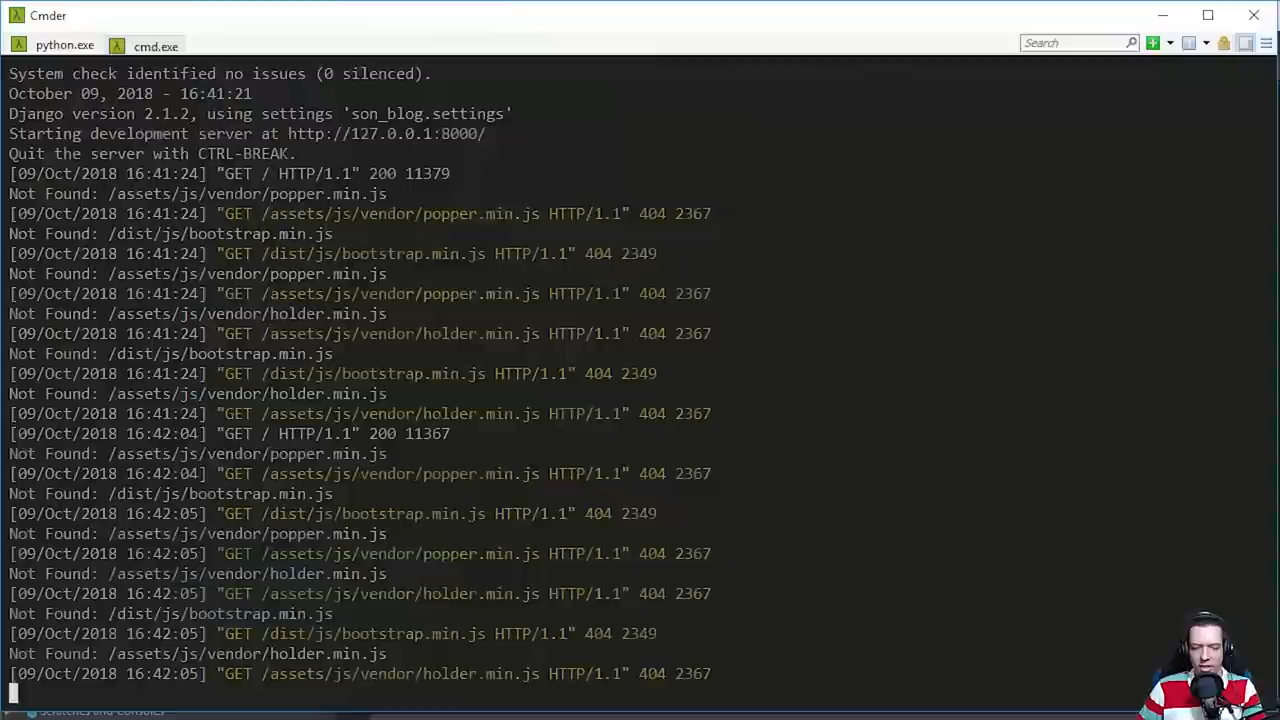 Cmder
python.exe
cmd.exe
Search
System check identified no issues (0 silenced).
October 09, 2018 - 16:41:21
Django version 2.1.2, using settings 'son_blog.settings'
Starting development server at http://127.0.0.1:8000/
Quit the server with CTRL-BREAK.
[09/Oct/2018 16:41:24] "GET / HTTP/1.1" 200 11379
Not Found: /assets/js/vendor/popper.min.js
[09/Oct/2018 16:41:24] "GET /assets/js/vendor/popper.min.js HTTP/1.1" 404 2367
Not Found: /dist/js/bootstrap.min.js
[09/Oct/2018 16:41:24] "GET /dist/js/bootstrap.min.js HTTP/1.1" 404 2349
Not Found: /assets/js/vendor/popper.min.js
[09/Oct/2018 16:41:24] "GET /assets/js/vendor/popper.min.js HTTP/1.1" 404 2367
Not Found: /assets/js/vendor/holder.min.js
[09/Oct/2018 16:41:24] "GET /assets/js/vendor/holder.min.js HTTP/1.1" 404 2367
Not Found: /dist/js/bootstrap.min.js
[09/Oct/2018 16:41:24] "GET /dist/js/bootstrap.min.js HTTP/1.1" 404 2349
Not Found: /assets/js/vendor/holder.min.js
[09/Oct/2018 16:41:24] "GET /assets/js/vendor/holder.min.js HTTP/1.1" 404 2367
[09/Oct/2018 16:42:04] "GET / HTTP/1.1" 200 11367
Not Found: /assets/js/vendor/popper.min.js
[09/Oct/2018 16:42:04] "GET /assets/js/vendor/popper.min.js HTTP/1.1" 404 2367
Not Found: /dist/js/bootstrap.min.js
[09/Oct/2018 16:42:05] "GET /dist/js/bootstrap.min.js HTTP/1.1" 404 2349
Not Found: /assets/js/vendor/popper.min.js
[09/Oct/2018 16:42:05] "GET /assets/js/vendor/popper.min.js HTTP/1.1" 404 2367
Not Found: /assets/js/vendor/holder.min.js
[09/Oct/2018 16:42:05] "GET /assets/js/vendor/holder.min.js HTTP/1.1" 404 2367
Not Found: /dist/js/bootstrap.min.js
[09/Oct/2018 16:42:05] "GET /dist/js/bootstrap.min.js HTTP/1.1" 404 2349
Not Found: /assets/js/vendor/holder.min.js
[09/Oct/2018 16:42:05] "GET /assets/js/vendor/holder.min.js HTTP/1.1" 404 2367